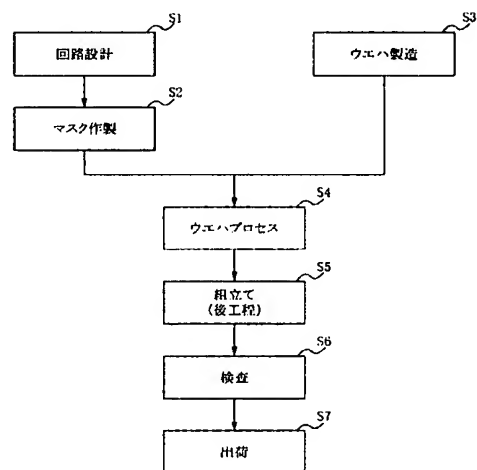 S1
回路設計
S2
マスク作製
S3
ウエハ製造
S4
ウエハプロセス
S5
組立て
(後工程)
S6
検査
S7
出荷